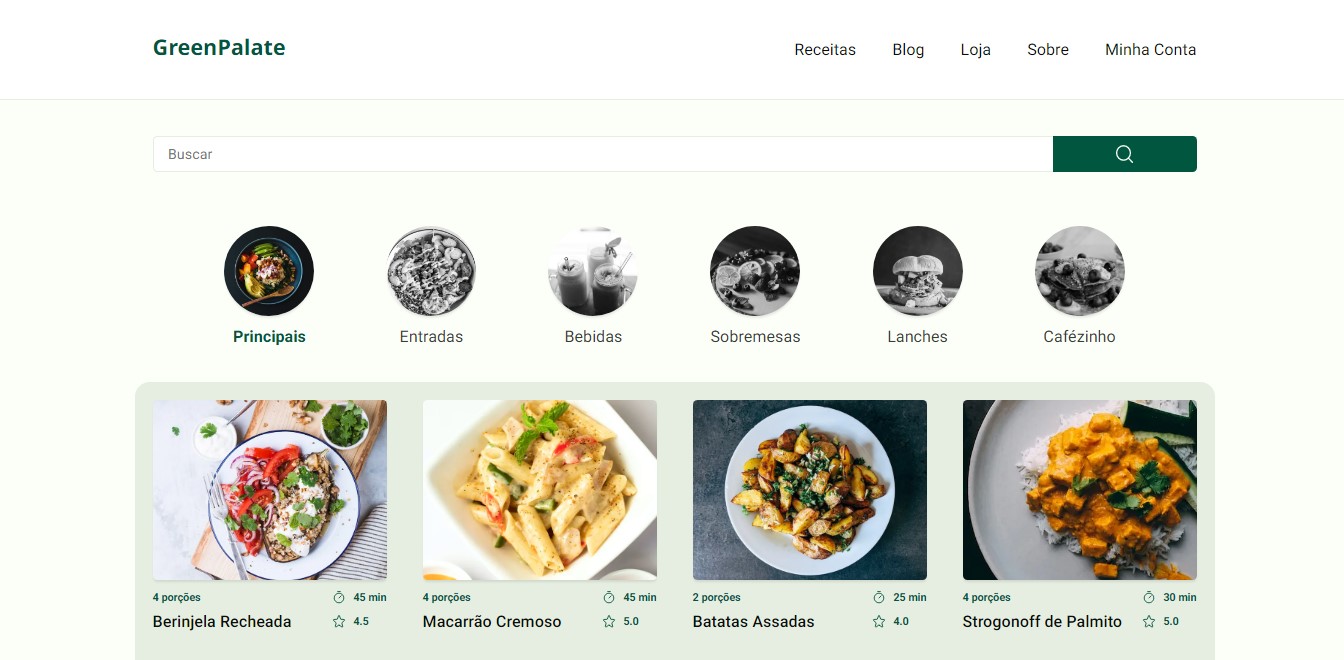 GreenPalate
Receitas Blog Loja Sobre Minha Conta
Buscar
Principais Entradas Bebidas Sobremesas Lanches Cafézinho
4 porções 45 min
Berinjela Recheada 4.5
4 porções 45 min
Macarrão Cremoso 5.0
2 porções 25 min
Batatas Assadas 4.0
4 porções 30 min
Strogonoff de Palmito 5.0